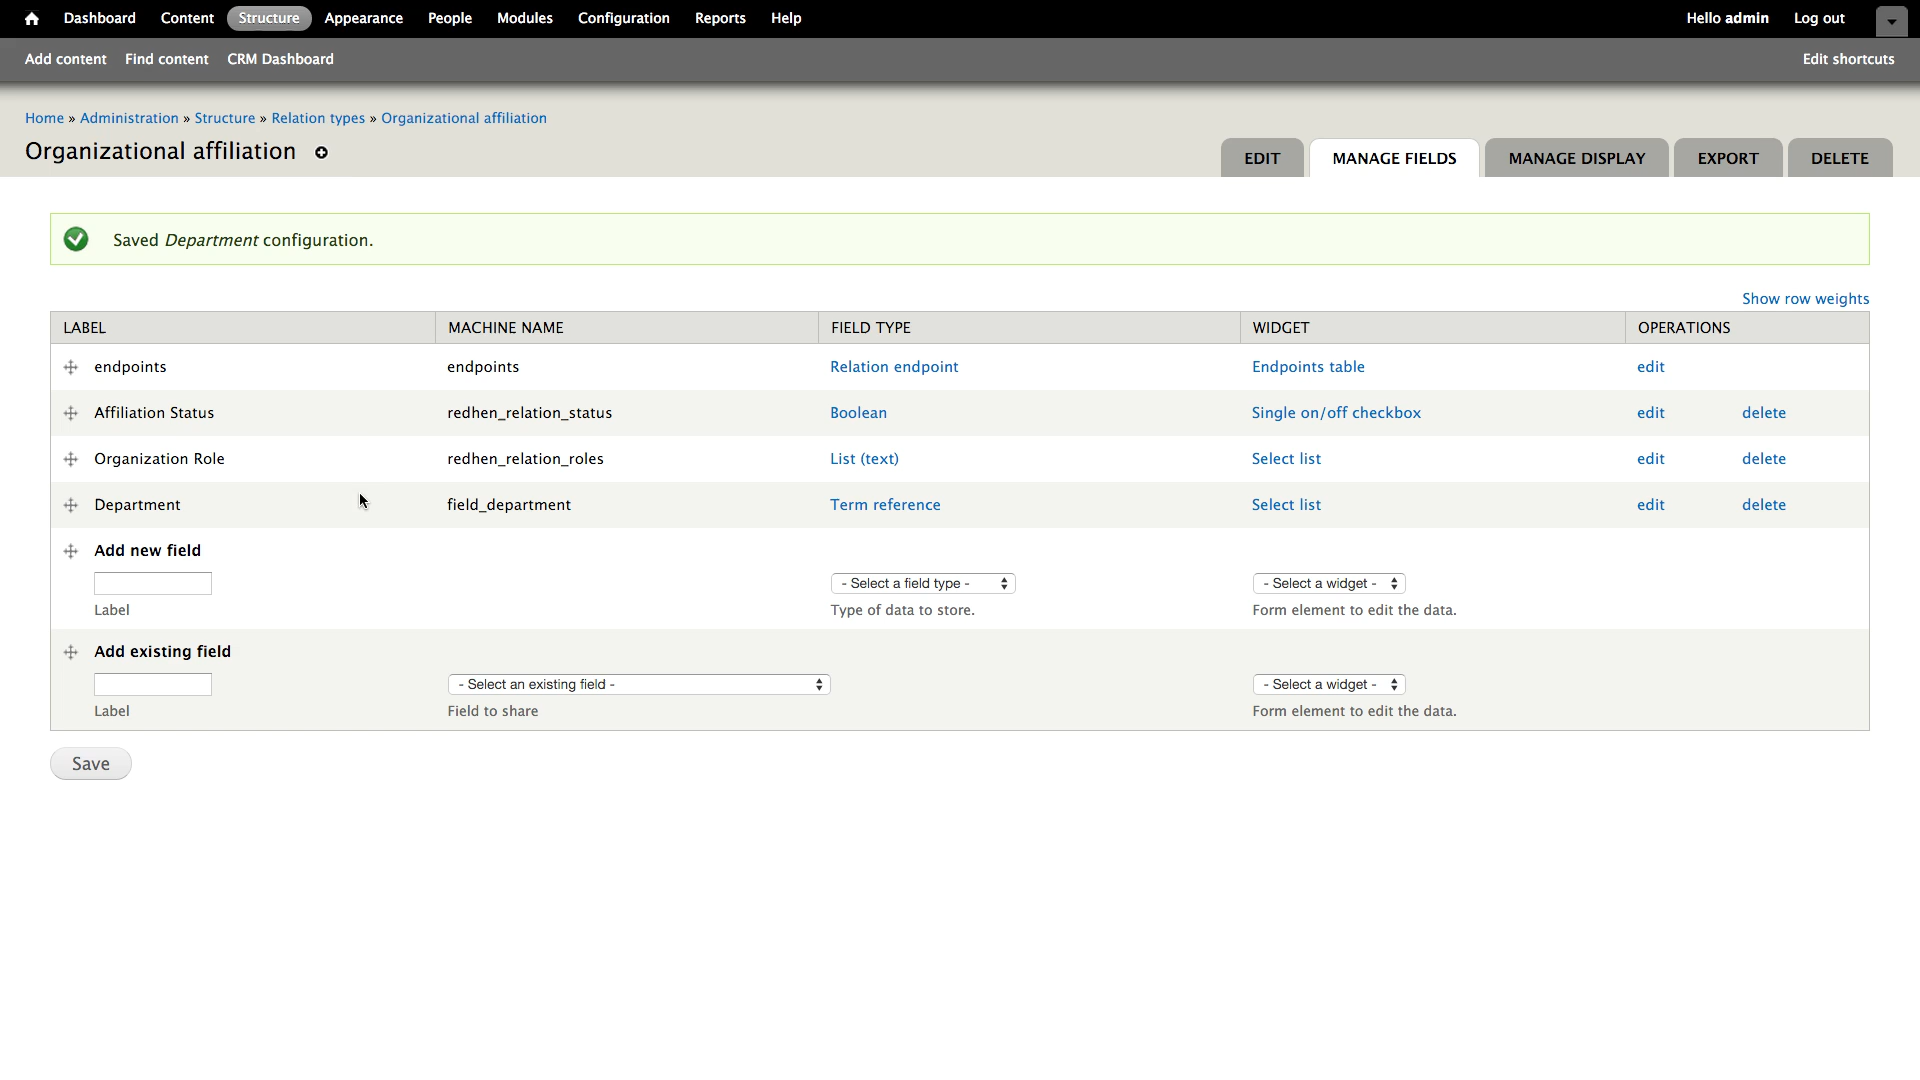 Dashboard Content Structure Appearance People Modules Configuration Reports Help Hello admin Log out
Add content Find content CRM Dashboard Edit shortcuts
Home » Administration » Structure » Relation types » Organizational affiliation
Organizational affiliation
EDIT MANAGE FIELDS MANAGE DISPLAY EXPORT DELETE
Saved Department configuration.
Show row weights
LABEL MACHINE NAME FIELD TYPE WIDGET OPERATIONS
endpoints endpoints Relation endpoint Endpoints table edit
Affiliation Status redhen_relation_status Boolean Single on/off checkbox edit delete
Organization Role redhen_relation_roles List (text) Select list edit delete
Department field_department Term reference Select list edit delete
Add new field
- Select a field type - - Select a widget -
Label Type of data to store. Form element to edit the data.
Add existing field
- Select an existing field - - Select a widget -
Label Field to share Form element to edit the data.
Save